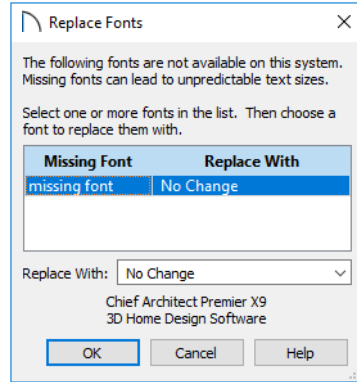 Replace Fonts
The following fonts are not available on this system.
Missing fonts can lead to unpredictable text sizes.
Select one or more fonts in the list. Then choose a
font to replace them with.
Missing Font Replace With
missing font No Change
Replace With: No Change
Chief Architect Premier X9
3D Home Design Software
OK Cancel Help